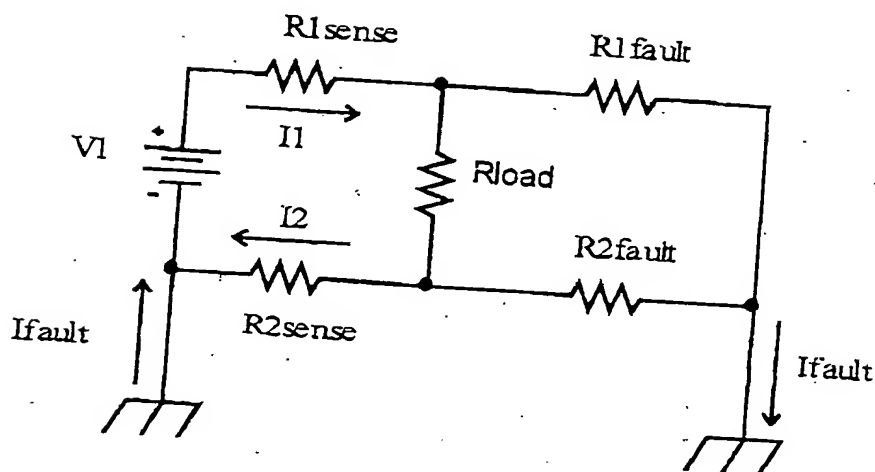 R1sense
R1fault
V1
+
-
I1
Rload
I2
R2fault
R2sense
Ifault
Ifault